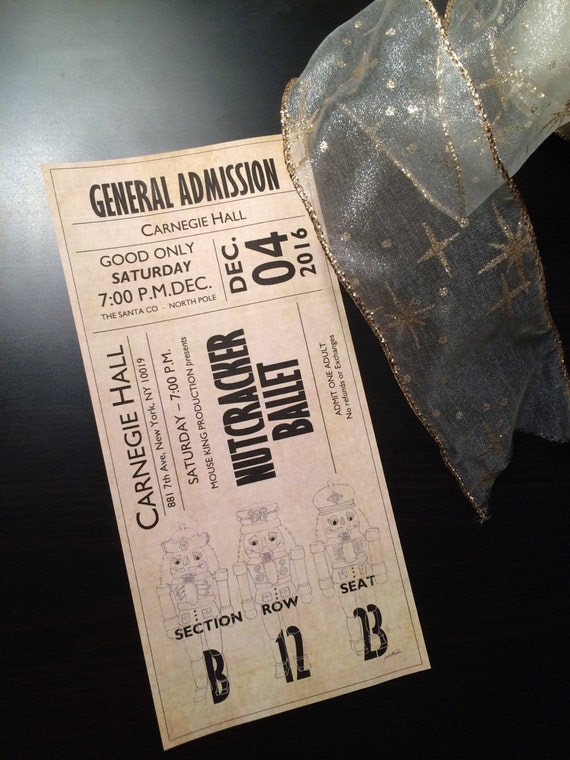 GENERAL ADMISSION
CARNEGIE HALL
GOOD ONLY
SATURDAY
7:00 P.M.DEC.
THE SANTA CO - NORTH POLE
DEC.
04
2016
CARNEGIE HALL
881 7th Ave, New York, NY 10019
SATURDAY – 7:00 P.M.
MOUSE KING PRODUCTION presents
NUTCRACKER
BALLET
ADMIT ONE ADULT
No refunds or Exchanges
SECTION
B
ROW
12
SEAT
23